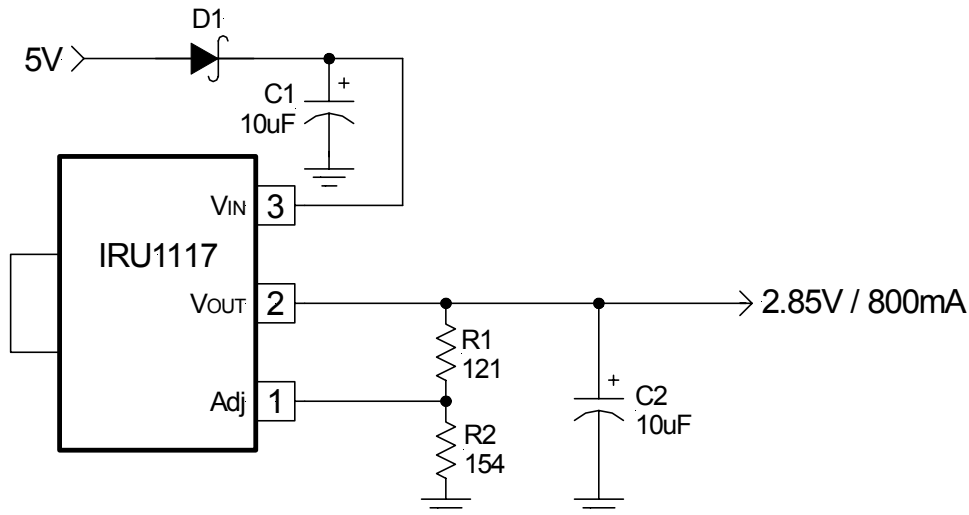 D1
5V
C1
10uF
VIN
3
IRU1117
VOUT
2
2.85V / 800mA
R1
121
Adj
1
C2
10uF
R2
154